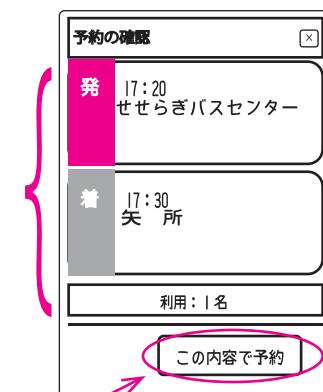 予約の確認
×
発
17：20
せせらぎバスセンター
着
17：30
矢　所
利用：1名
この内容で予約